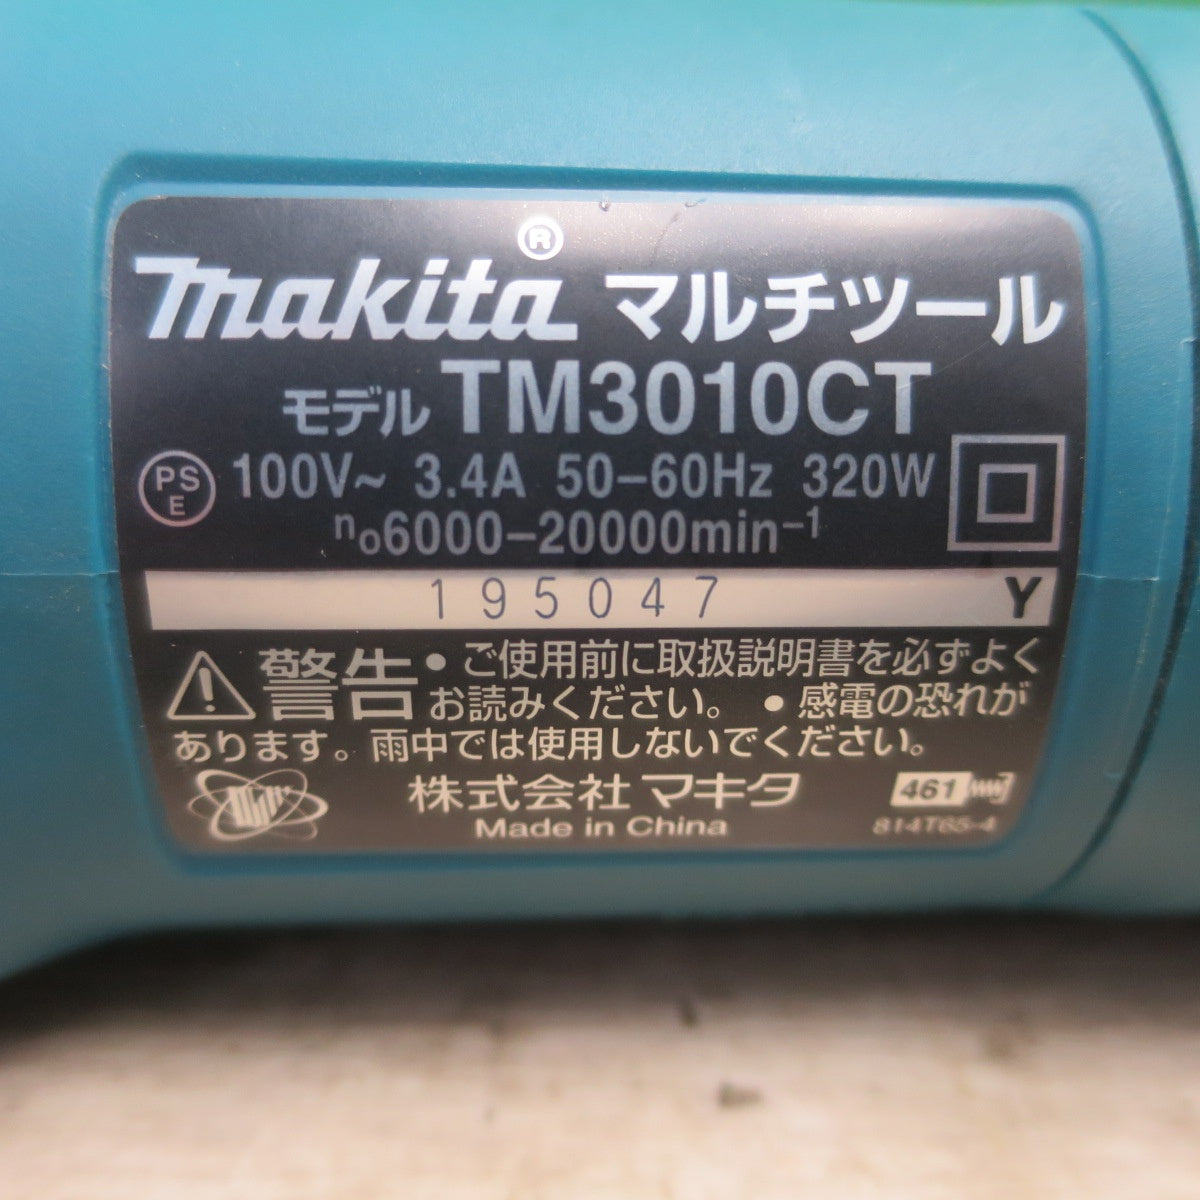 makita® マルチツール
モデル TM3010CT
PSE 100V~ 3.4A 50-60Hz 320W
n₀6000-20000min⁻¹
195047 Y
警告 ・ご使用前に取扱説明書を必ずよく
お読みください。・感電の恐れが
あります。雨中では使用しないでください。
株式会社マキタ 461
Made in China 814T65-4